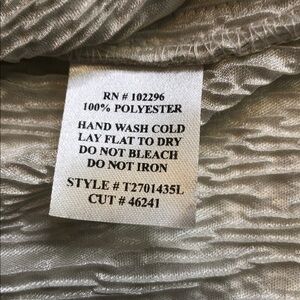 RN # 102296
100% POLYESTER
HAND WASH COLD
LAY FLAT TO DRY
DO NOT BLEACH
DO NOT IRON
STYLE # T2701435L
CUT # 46241